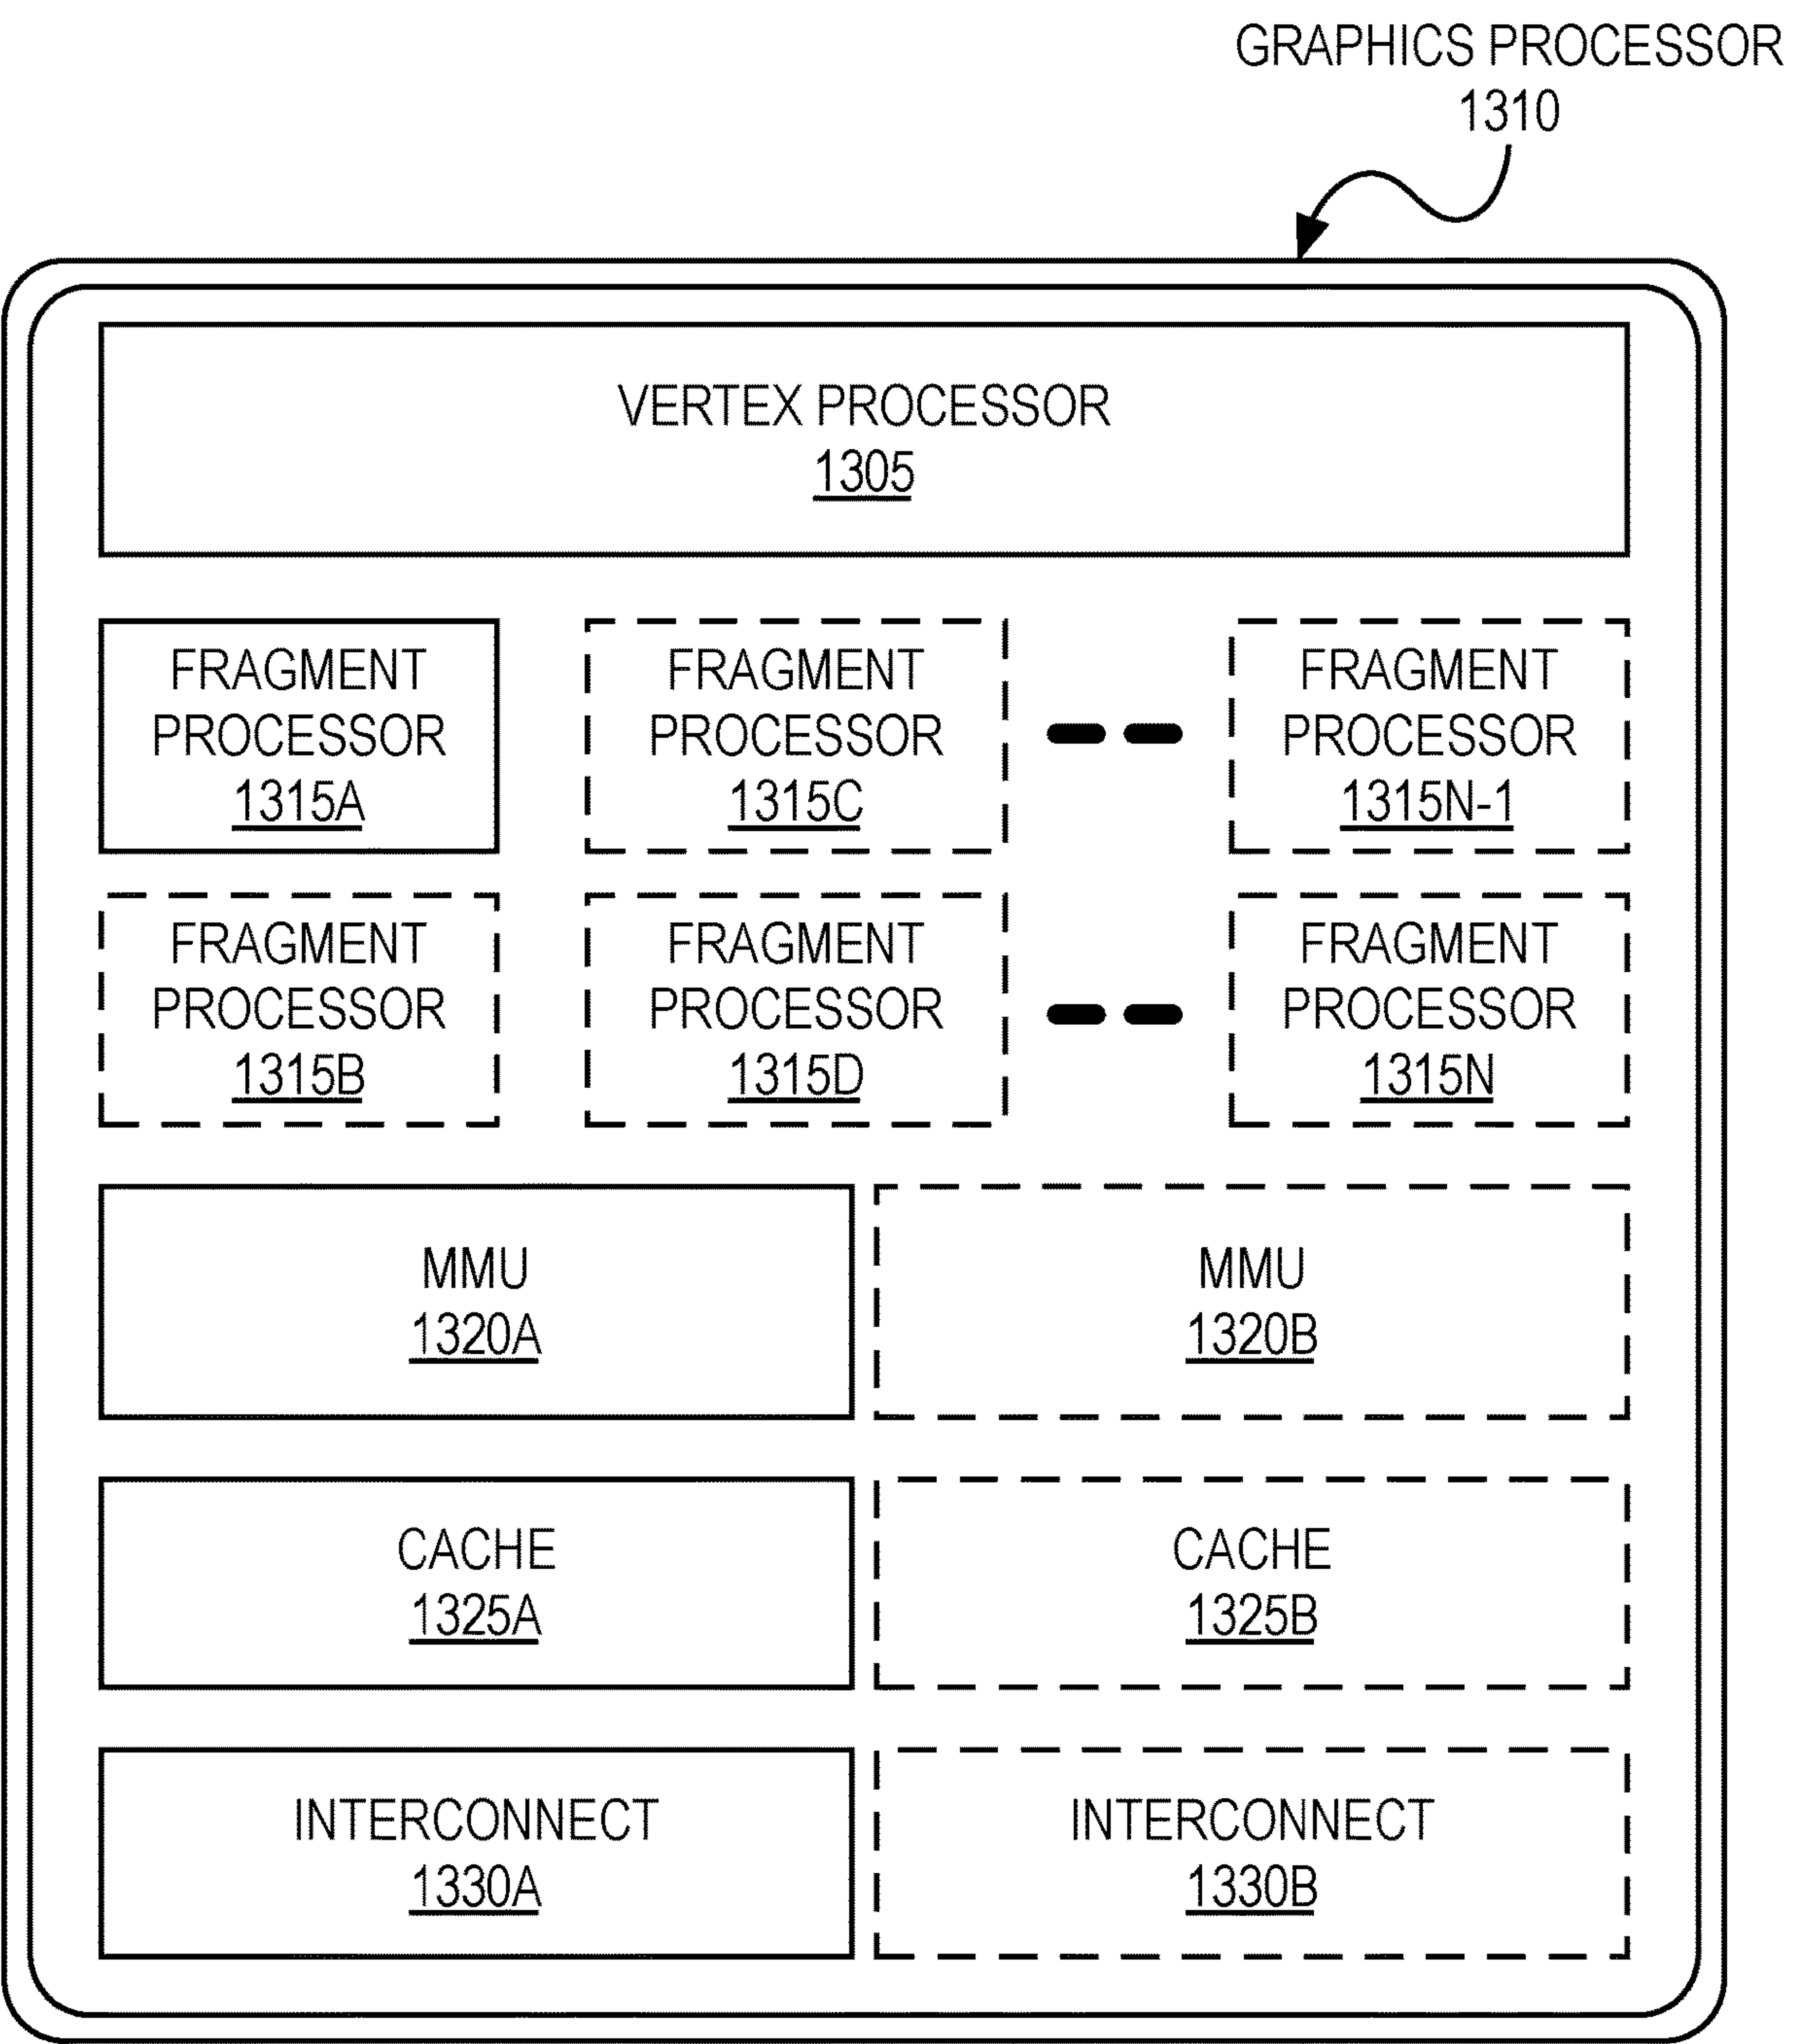 GRAPHICS PROCESSOR
1310
VERTEX PROCESSOR
1305
FRAGMENT
PROCESSOR
1315A
FRAGMENT
PROCESSOR
1315C
FRAGMENT
PROCESSOR
1315N-1
FRAGMENT
PROCESSOR
1315B
FRAGMENT
PROCESSOR
1315D
FRAGMENT
PROCESSOR
1315N
MMU
1320A
MMU
1320B
CACHE
1325A
CACHE
1325B
INTERCONNECT
1330A
INTERCONNECT
1330B